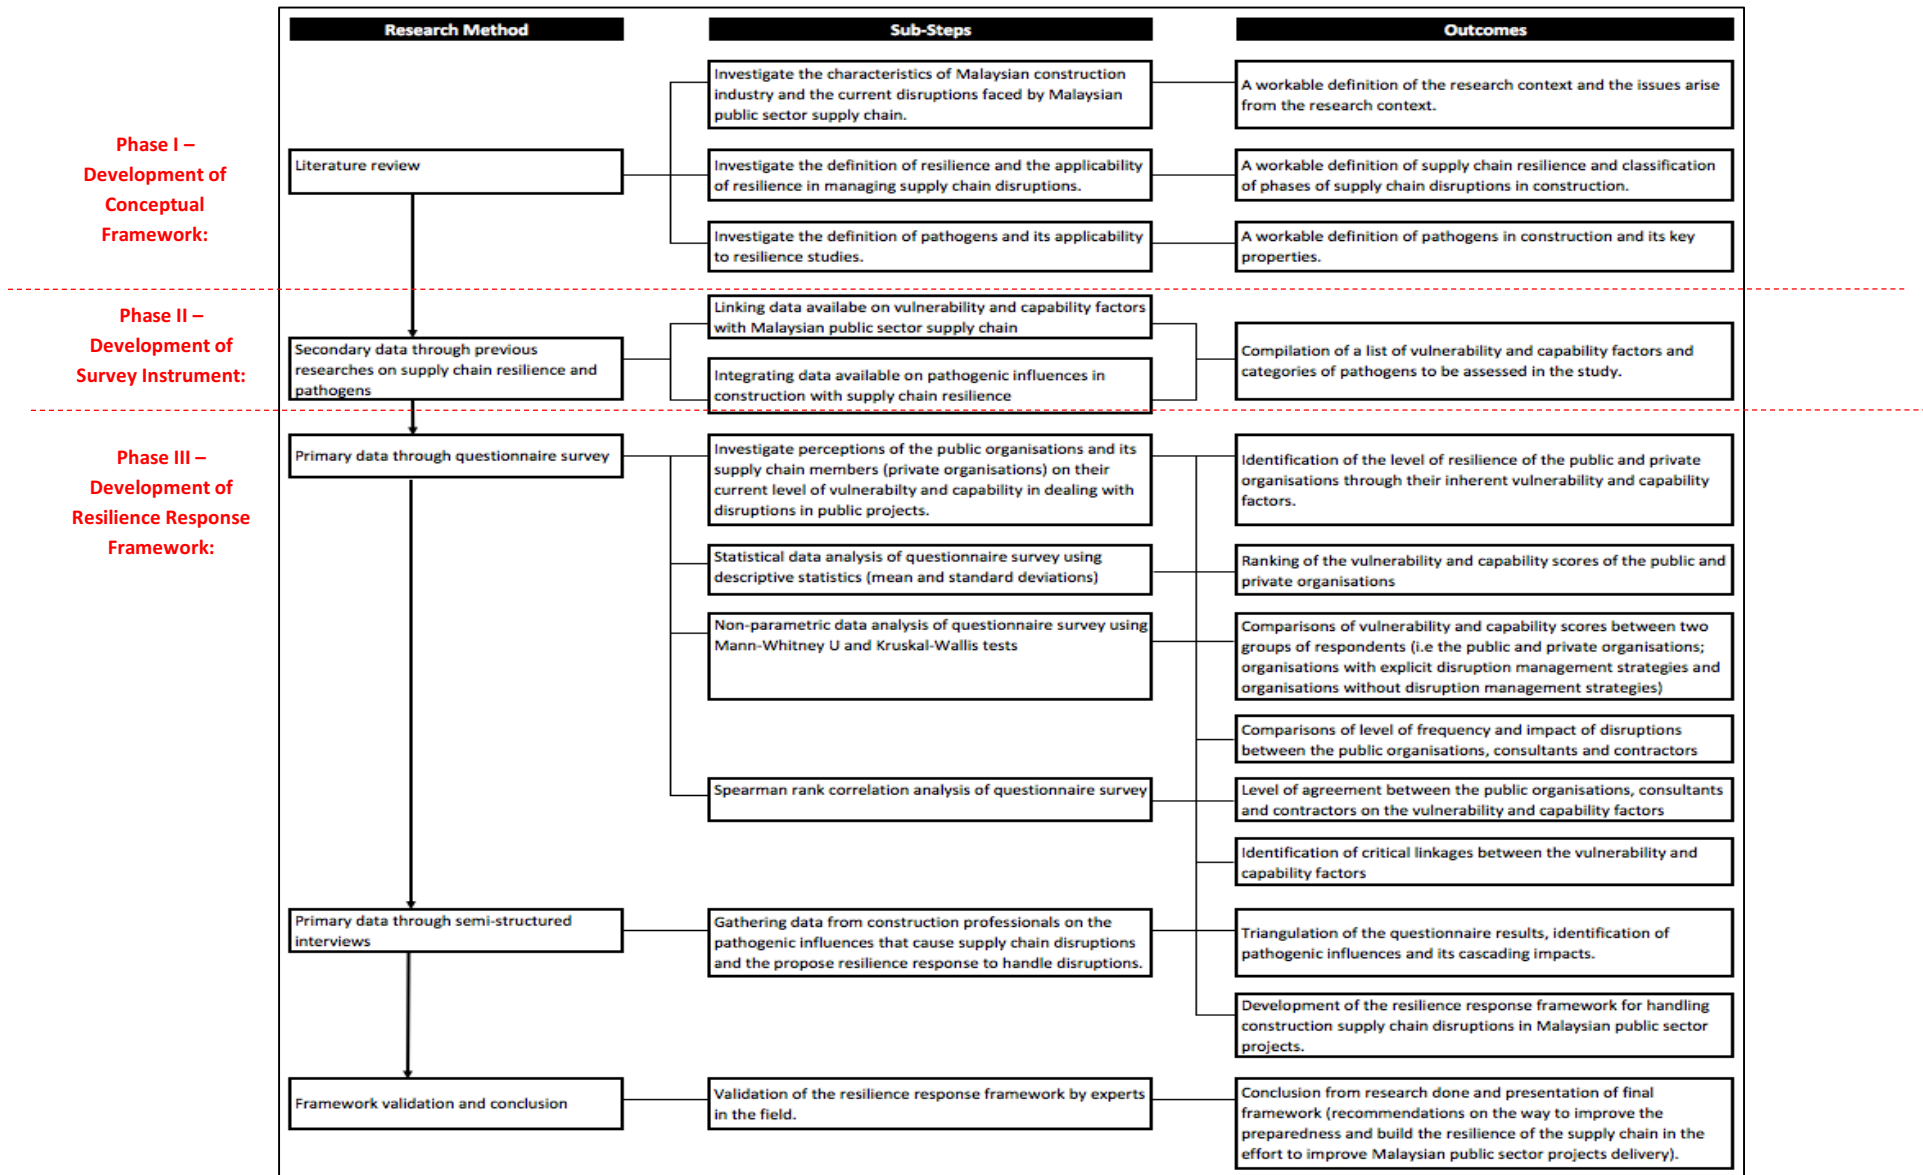 Research Method
Sub-Steps
Outcomes
Phase I –
Development of
Conceptual
Framework:
Literature review
Investigate the characteristics of Malaysian construction
industry and the current disruptions faced by Malaysian
public sector supply chain.
A workable definition of the research context and the issues arise
from the research context.
Investigate the definition of resilience and the applicability
of resilience in managing supply chain disruptions.
A workable definition of supply chain resilience and classification
of phases of supply chain disruptions in construction.
Investigate the definition of pathogens and its applicability
to resilience studies.
A workable definition of pathogens in construction and its key
properties.
Phase II –
Development of
Survey Instrument:
Secondary data through previous
researches on supply chain resilience and
pathogens
Linking data availabe on vulnerability and capability factors
with Malaysian public sector supply chain
Integrating data available on pathogenic influences in
construction with supply chain resilience
Compilation of a list of vulnerability and capability factors and
categories of pathogens to be assessed in the study.
Phase III –
Development of
Resilience Response
Framework:
Primary data through questionnaire survey
Investigate perceptions of the public organisations and its
supply chain members (private organisations) on their
current level of vulnerabilty and capability in dealing with
disruptions in public projects.
Identification of the level of resilience of the public and private
organisations through their inherent vulnerability and capability
factors.
Statistical data analysis of questionnaire survey using
descriptive statistics (mean and standard deviations)
Ranking of the vulnerability and capability scores of the public and
private organisations
Non-parametric data analysis of questionnaire survey using
Mann-Whitney U and Kruskal-Wallis tests
Comparisons of vulnerability and capability scores between two
groups of respondent (i.e the public and private organisations;
organisations with explicit disruption management strategies and
organisations without disruption management strategies)
Comparisons of level of frequency and impact of disruptions
between the public organisations, consultants and contractors
Spearman rank correlation analysis of questionnaire survey
Level of agreement between the public organisations, consultants
and contractors on the vulnerability and capability factors
Identification of critical linkages between the vulnerability and
capability factors
Primary data through semi-structured
interviews
Gathering data from construction professionals on the
pathogenic influences that cause supply chain disruptions
and the propose resilience response to handle disruptions.
Triangulation of the questionnaire results, identification of
pathogenic influences and its cascading impacts.
Development of the resilience response framework for handling
construction supply chain disruptions in Malaysian public sector
projects.
Framework validation and conclusion
Validation of the resilience response framework by experts
in the field.
Conclusion from research done and presentation of final
framework (recommendations on the way to improve the
preparedness and build the resilience of the supply chain in the
effort to improve Malaysian public sector projects delivery).